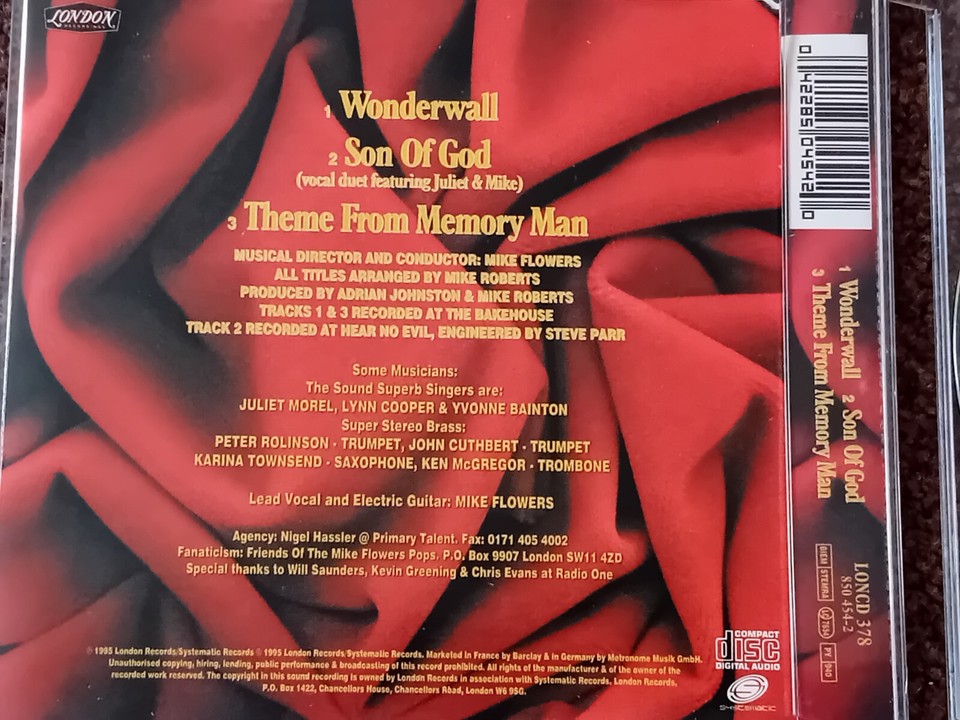 LONDON
RECORDINGS
1 Wonderwall
2 Son Of God
(vocal duet featuring Juliet & Mike)
3 Theme From Memory Man
MUSICAL DIRECTOR AND CONDUCTOR: MIKE FLOWERS
ALL TITLES ARRANGED BY MIKE ROBERTS
PRODUCED BY ADRIAN JOHNSTON & MIKE ROBERTS
TRACKS 1 & 3 RECORDED AT THE BAKEHOUSE
TRACK 2 RECORDED AT HEAR NO EVIL, ENGINEERED BY STEVE PARR
Some Musicians:
The Sound Superb Singers are:
JULIET MOREL, LYNN COOPER & YVONNE BAINTON
Super Stereo Brass:
PETER ROLINSON - TRUMPET, JOHN CUTHBERT - TRUMPET
KARINA TOWNSEND - SAXOPHONE, KEN McGREGOR - TROMBONE
Lead Vocal and Electric Guitar: MIKE FLOWERS
Agency: Nigel Hassler @ Primary Talent. Fax: 0171 405 4002
Fanaticism: Friends Of The Mike Flowers Pops. P.O. Box 9907 London SW11 4ZD
Special thanks to Will Saunders, Kevin Greening & Chris Evans at Radio One
℗ 1995 London Records/Systematic Records © 1995 London Records/Systematic Records. Marketed in France by Barclay & in Germany by Metronome Musik GmbH.
Unauthorised copying, hiring, lending, public performance & broadcasting of this record prohibited. All rights of the manufacturer & of the owner of the
recorded work reserved. The copyright in this sound recording is owned by London Records in association with Systematic Records, London Records,
P.O. Box 1422, Chancellors House, Chancellors Road, London W6 9SG.
COMPACT
disc
DIGITAL AUDIO
systematic
0 42285 04542 0
1 Wonderwall 2 Son Of God
3 Theme From Memory Man
BIEM STEMRA
PY 940
LONCD 378
850 454-2